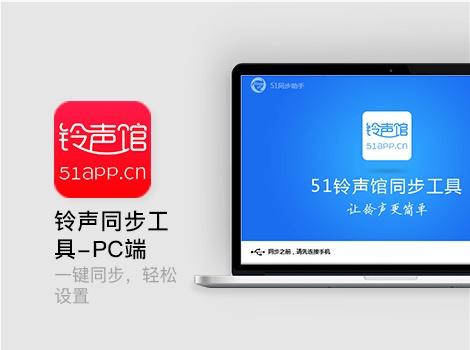 铃声馆
51APP.CN
铃声同步工
具-PC端
一键同步，轻松
设置
51同步助手
铃声馆
51APP.CN
51铃声馆同步工具
让铃声更简单
同步之前，请先连接手机